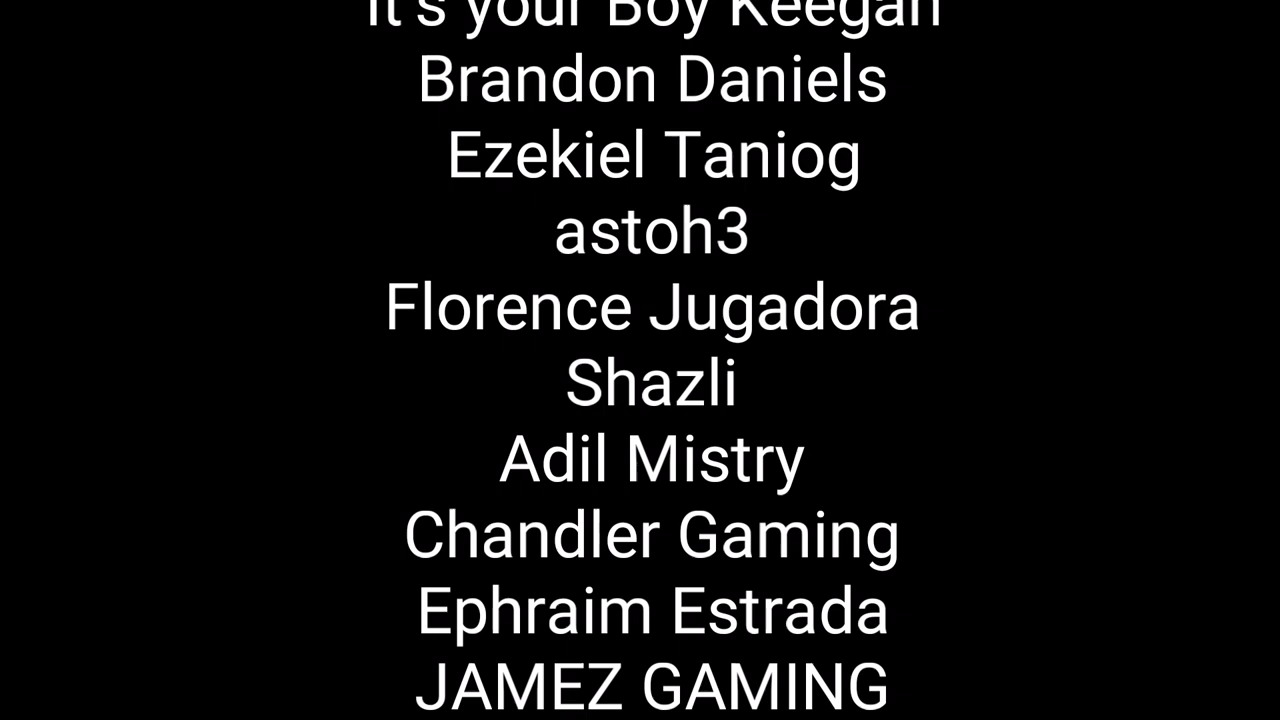 It's your Boy Keegan
Brandon Daniels
Ezekiel Taniog
astoh3
Florence Jugadora
Shazli
Adil Mistry
Chandler Gaming
Ephraim Estrada
JAMEZ GAMING